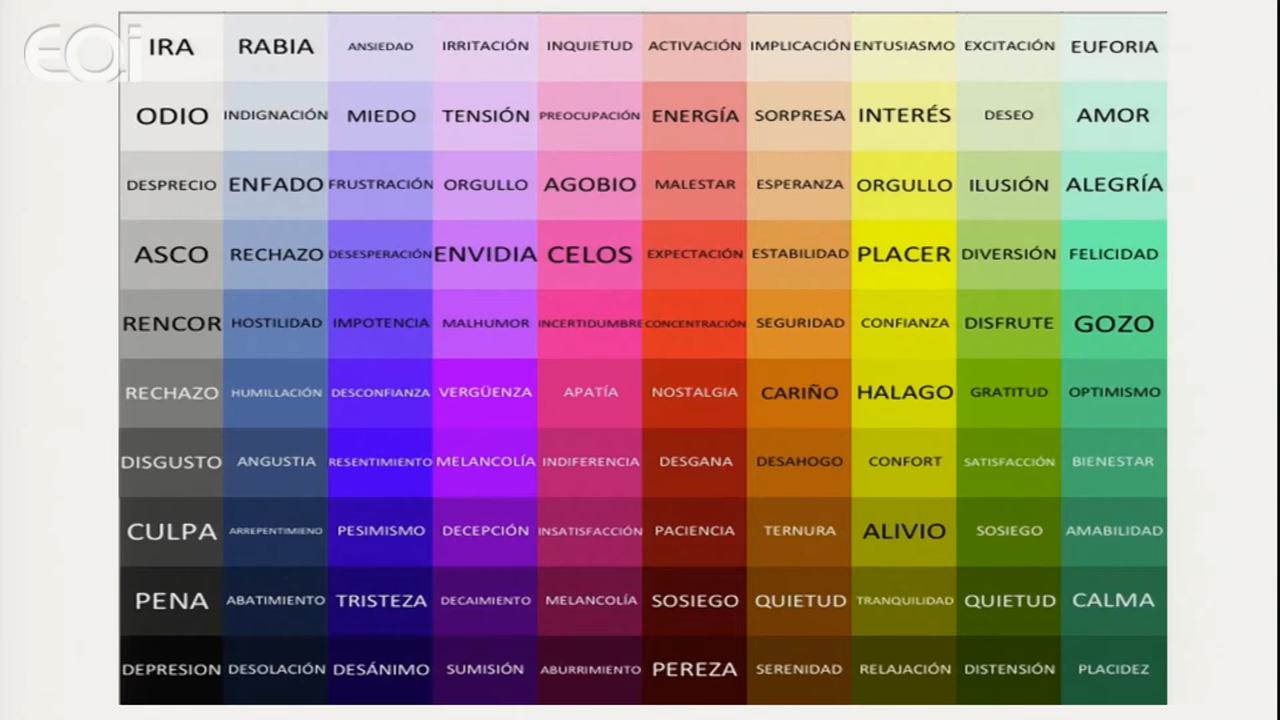 EOi
IRA RABIA ANSIEDAD IRRITACIÓN INQUIETUD ACTIVACIÓN IMPLICACIÓN ENTUSIASMO EXCITACIÓN EUFORIA
ODIO INDIGNACIÓN MIEDO TENSIÓN PREOCUPACIÓN ENERGÍA SORPRESA INTERÉS DESEO AMOR
DESPRECIO ENFADO FRUSTRACIÓN ORGULLO AGOBIO MALESTAR ESPERANZA ORGULLO ILUSIÓN ALEGRÍA
ASCO RECHAZO DESESPERACIÓN ENVIDIA CELOS EXPECTACIÓN ESTABILIDAD PLACER DIVERSIÓN FELICIDAD
RENCOR HOSTILIDAD IMPOTENCIA MALHUMOR INCERTIDUMBRE CONCENTRACIÓN SEGURIDAD CONFIANZA DISFRUTE GOZO
RECHAZO HUMILLACIÓN DESCONFIANZA VERGÜENZA APATÍA NOSTALGIA CARIÑO HALAGO GRATITUD OPTIMISMO
DISGUSTO ANGUSTIA RESENTIMIENTO MELANCOLÍA INDIFERENCIA DESGANA DESAHOGO CONFORT SATISFACCIÓN BIENESTAR
CULPA ARREPENTIMIENO PESIMISMO DECEPCIÓN INSATISFACCIÓN PACIENCIA TERNURA ALIVIO SOSIEGO AMABILIDAD
PENA ABATIMIENTO TRISTEZA DECAIMIENTO MELANCOLÍA SOSIEGO QUIETUD TRANQUILIDAD QUIETUD CALMA
DEPRESION DESOLACIÓN DESÁNIMO SUMISIÓN ABURRIMIENTO PEREZA SERENIDAD RELAJACIÓN DISTENSIÓN PLACIDEZ